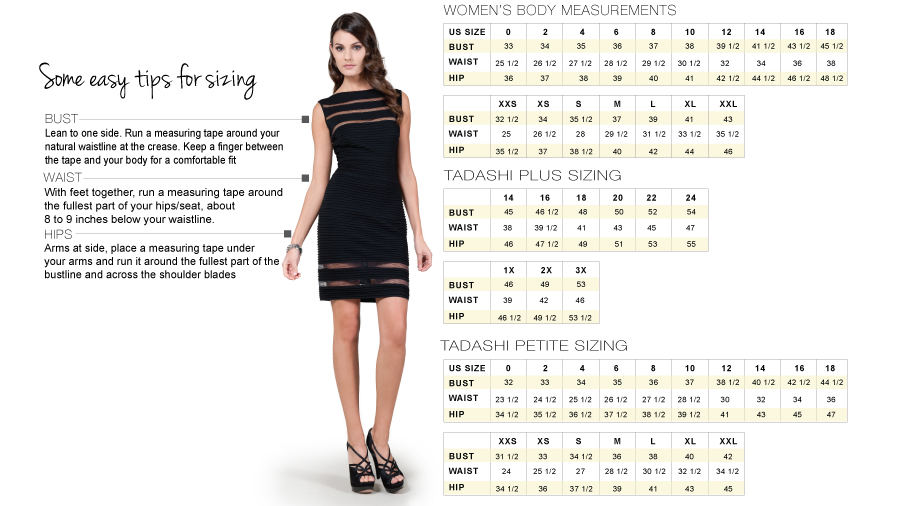 Some easy tips for sizing
BUST
Lean to one side. Run a measuring tape around your
natural waistline at the crease. Keep a finger between
the tape and your body for a comfortable fit
WAIST
With feet together, run a measuring tape around
the fullest part of your hips/seat, about
8 to 9 inches below your waistline.
HIPS
Arms at side, place a measuring tape under
your arms and run it around the fullest part of the
bustline and across the shoulder blades
WOMEN'S BODY MEASUREMENTS
US SIZE 0 2 4 6 8 10 12 14 16 18
BUST 33 34 35 36 37 38 39 1/2 41 1/2 43 1/2 45 1/2
WAIST 25 1/2 26 1/2 27 1/2 28 1/2 29 1/2 30 1/2 32 34 36 38
HIP 36 37 38 39 40 41 42 1/2 44 1/2 46 1/2 48 1/2
XXS XS S M L XL XXL
BUST 32 1/2 34 35 1/2 37 39 41 43
WAIST 25 26 1/2 28 29 1/2 31 1/2 33 1/2 35 1/2
HIP 35 1/2 37 38 1/2 40 42 44 46
TADASHI PLUS SIZING
14 16 18 20 22 24
BUST 45 46 1/2 48 50 52 54
WAIST 38 39 1/2 41 43 45 47
HIP 46 47 1/2 49 51 53 55
1X 2X 3X
BUST 46 49 53
WAIST 39 42 46
HIP 46 1/2 49 1/2 53 1/2
TADASHI PETITE SIZING
US SIZE 0 2 4 6 8 10 12 14 16 18
BUST 32 33 34 35 36 37 38 1/2 40 1/2 42 1/2 44 1/2
WAIST 23 1/2 24 1/2 25 1/2 26 1/2 27 1/2 28 1/2 30 32 34 36
HIP 34 1/2 35 1/2 36 1/2 37 1/2 38 1/2 39 1/2 41 43 45 47
XXS XS S M L XL XXL
BUST 31 1/2 33 34 1/2 36 38 40 42
WAIST 24 25 1/2 27 28 1/2 30 1/2 32 1/2 34 1/2
HIP 34 1/2 36 37 1/2 39 41 43 45